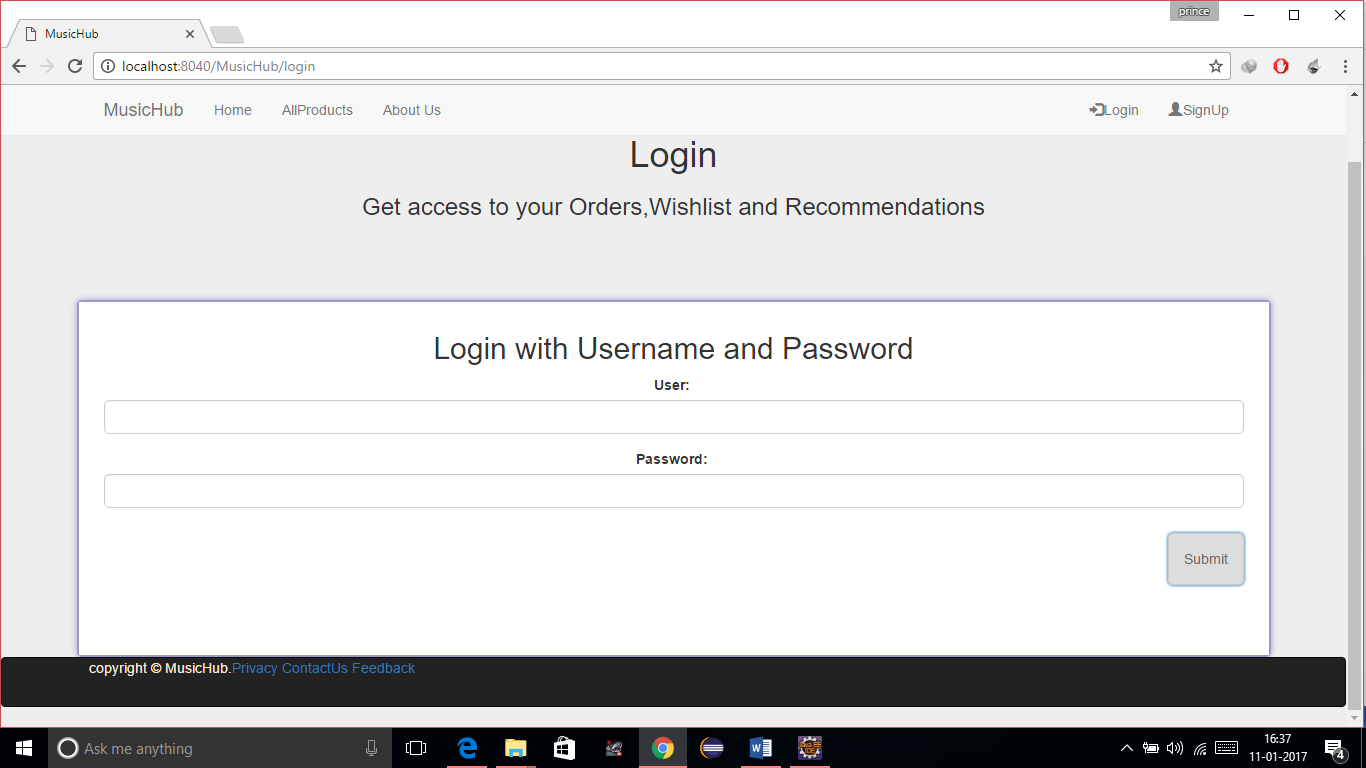 prince
MusicHub
localhost:8040/MusicHub/login
MusicHub Home AllProducts About Us Login SignUp
Login
Get access to your Orders,Wishlist and Recommendations
Login with Username and Password
User:
Password:
Submit
copyright © MusicHub.Privacy ContactUs Feedback
Ask me anything
16:37
11-01-2017
4